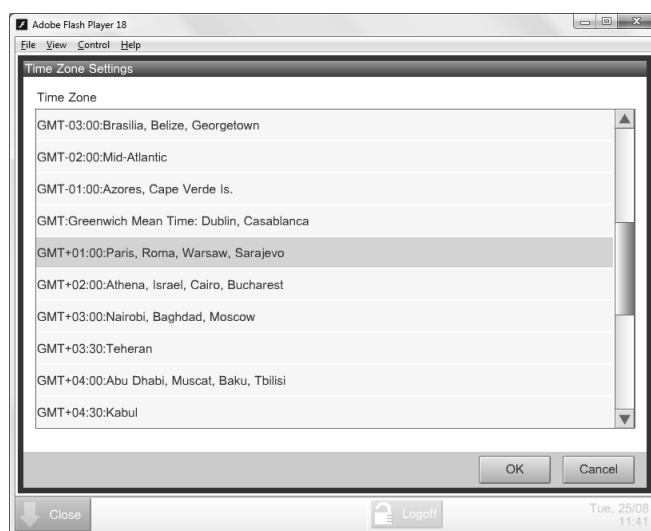 Adobe Flash Player 18
File View Control Help
Time Zone Settings
Time Zone
GMT-03:00:Brasilia, Belize, Georgetown
GMT-02:00:Mid-Atlantic
GMT-01:00:Azores, Cape Verde Is.
GMT:Greenwich Mean Time: Dublin, Casablanca
GMT+01:00:Paris, Roma, Warsaw, Sarajevo
GMT+02:00:Athena, Israel, Cairo, Bucharest
GMT+03:00:Nairobi, Baghdad, Moscow
GMT+03:30:Teheran
GMT+04:00:Abu Dhabi, Muscat, Baku, Tbilisi
GMT+04:30:Kabul
OK Cancel
Close Logoff Tue, 25/08
11:41